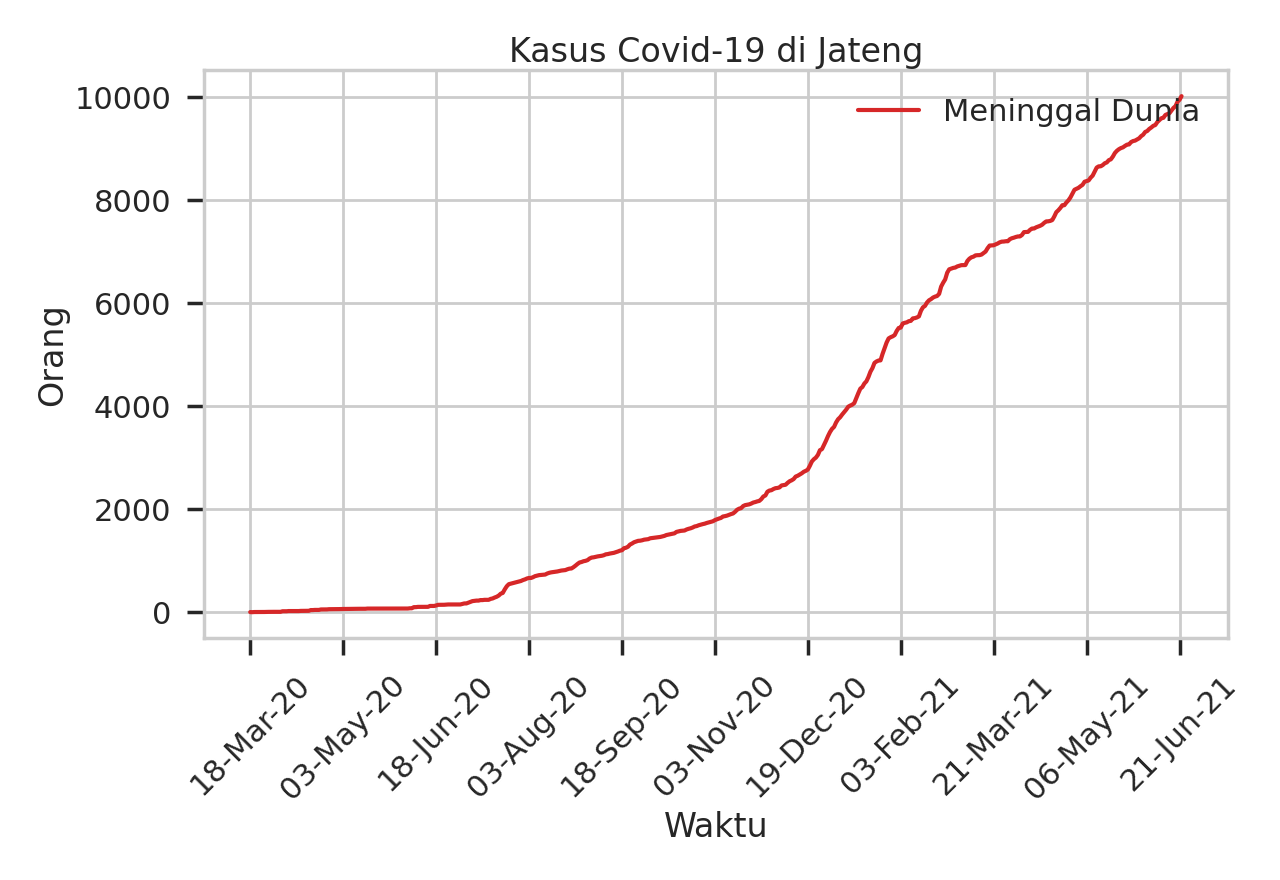 Kasus Covid-19 di Jateng
Meninggal Dunia
Orang
10000
8000
6000
4000
2000
0
18-Mar-20
03-May-20
18-Jun-20
03-Aug-20
18-Sep-20
03-Nov-20
19-Dec-20
03-Feb-21
21-Mar-21
06-May-21
21-Jun-21
Waktu